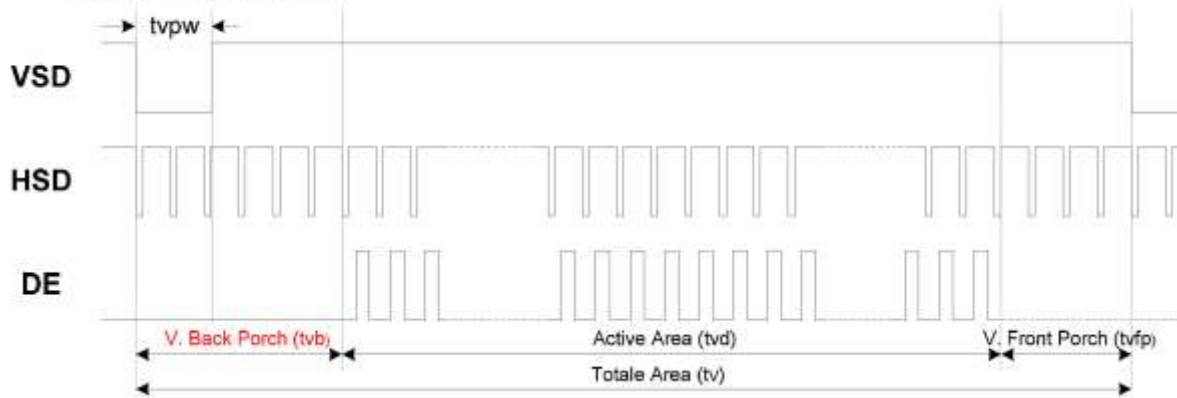 tvpw
VSD
HSD
DE
V. Back Porch (tvb)
Active Area (tvd)
V. Front Porch (tvfp)
Totale Area (tv)